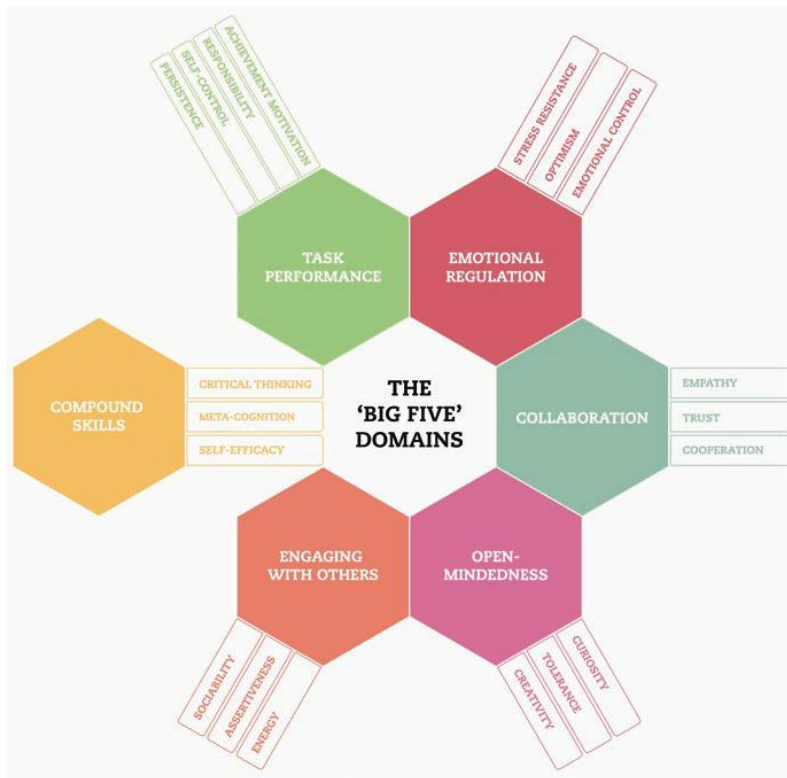 ACHIEVEMENT MOTIVATION
RESPONSIBILITY
SELF-CONTROL
PERSISTENCE
STRESS RESISTANCE
OPTIMISM
EMOTIONAL CONTROL
TASK
PERFORMANCE
EMOTIONAL
REGULATION
COMPOUND
SKILLS
CRITICAL THINKING
META-COGNITION
SELF-EFFICACY
THE
‘BIG FIVE’
DOMAINS
COLLABORATION
EMPATHY
TRUST
COOPERATION
ENGAGING
WITH OTHERS
OPEN-
MINDEDNESS
SOCIABILITY
ASSERTIVENESS
ENERGY
CREATIVITY
TOLERANCE
CURIOSITY